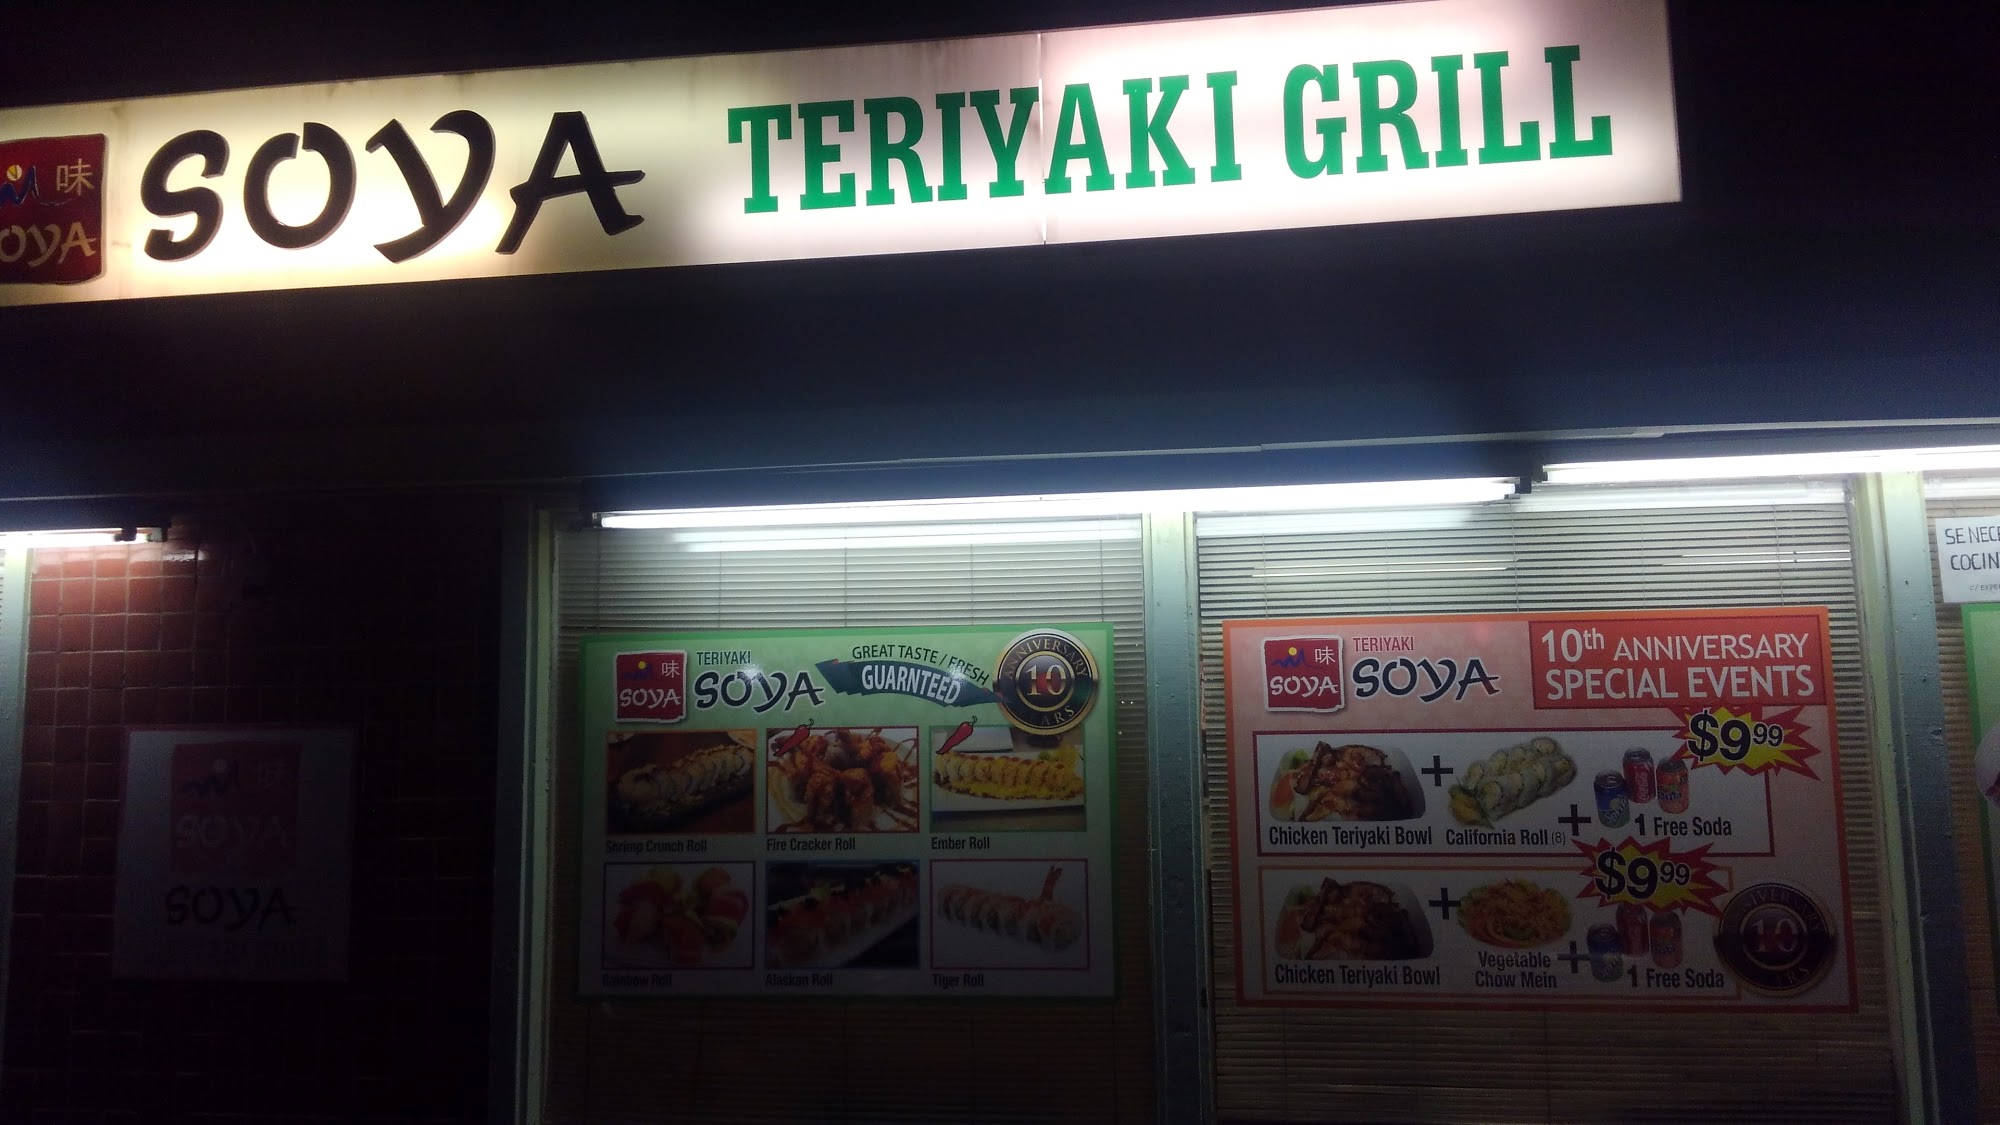 味
SOYA
SOYA TERIYAKI GRILL
SE NECE
COCIN
C/ EXPE
味
SOYA
TERIYAKI
SOYA
GREAT TASTE / FRESH
GUARNTEED
ANNIVERSARY
10
YEARS
Shrimp Crunch Roll
Fire Cracker Roll
Ember Roll
Rainbow Roll
Alaskan Roll
Tiger Roll
味
SOYA
TERIYAKI
SOYA
10th ANNIVERSARY
SPECIAL EVENTS
$9.99
Chicken Teriyaki Bowl + California Roll (8) + 1 Free Soda
$9.99
Chicken Teriyaki Bowl + Vegetable
Chow Mein + 1 Free Soda
10
味
SOYA
SOYA